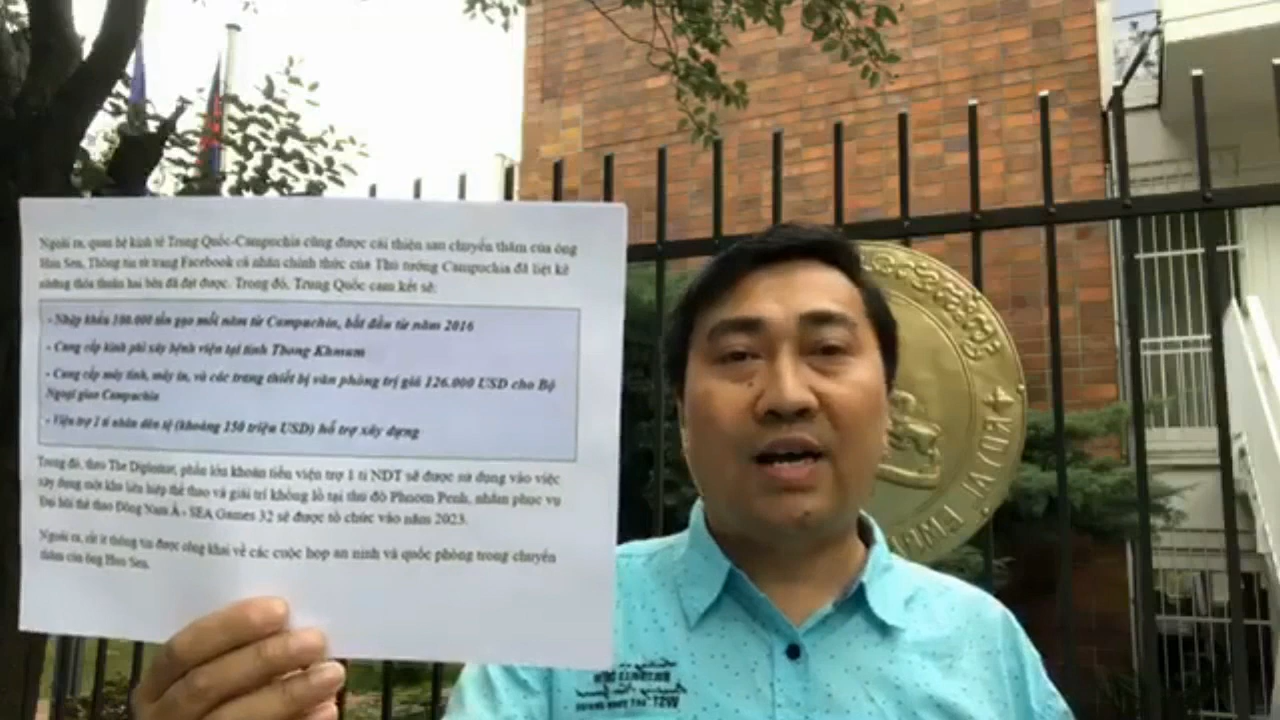 Ngoài ra, quan hệ kinh tế Trung Quốc-Campuchia cũng được cải thiện sau chuyến thăm của ông
Hun Sen. Thông tin từ trang Facebook cá nhân chính thức của Thủ tướng Campuchia đã liệt kê
những thỏa thuận hai bên đã đạt được. Trong đó, Trung Quốc cam kết sẽ:
- Nhập khẩu 100.000 tấn gạo mỗi năm từ Campuchia, bắt đầu từ năm 2016
- Cung cấp kinh phí xây bệnh viện tại tỉnh Tbong Khmum
- Cung cấp máy tính, máy in, và các trang thiết bị văn phòng trị giá 126.000 USD cho Bộ
Ngoại giao Campuchia
- Viện trợ 1 tỉ nhân dân tệ (khoảng 150 triệu USD) hỗ trợ xây dựng
Trong đó, theo The Diplomat, phần lớn khoản tiền viện trợ 1 tỉ NDT sẽ được sử dụng vào việc
xây dựng một khu liên hiệp thể thao và giải trí khổng lồ tại thủ đô Phnom Penh, nhằm phục vụ
Đại hội thể thao Đông Nam Á - SEA Games 32 sẽ được tổ chức vào năm 2023.
Ngoài ra, rất ít thông tin được công khai về các cuộc họp an ninh và quốc phòng trong chuyến
thăm của ông Hun Sen.